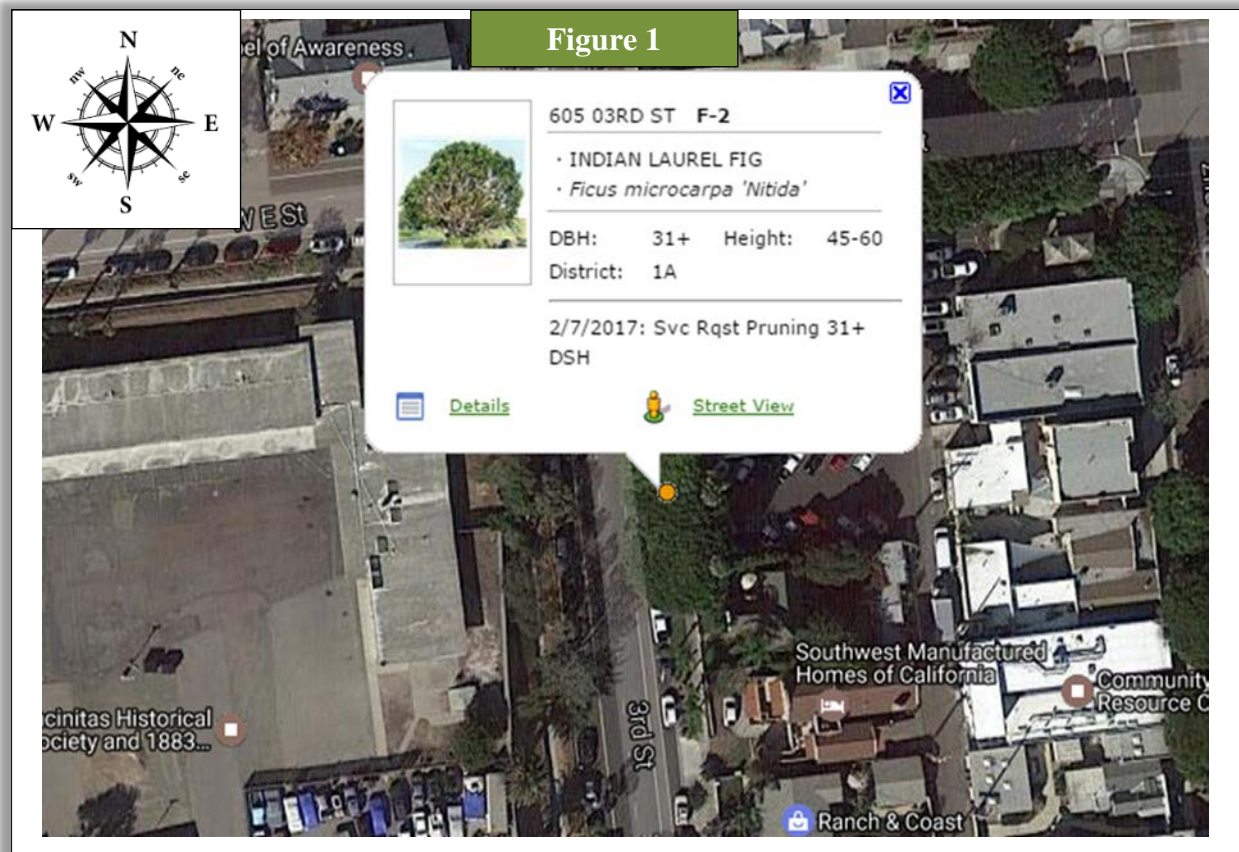 Figure 1
N
nw
ne
W
E
sw
se
S
el of Awareness
W E St
605 03RD ST F-2
· INDIAN LAUREL FIG
· Ficus microcarpa 'Nitida'
DBH: 31+ Height: 45-60
District: 1A
2/7/2017: Svc Rqst Pruning 31+
DSH
Details
Street View
Southwest Manufactured
Homes of California
Community
Resource C
cinitas Historical
ociety and 1883...
3rd St
Ranch & Coast